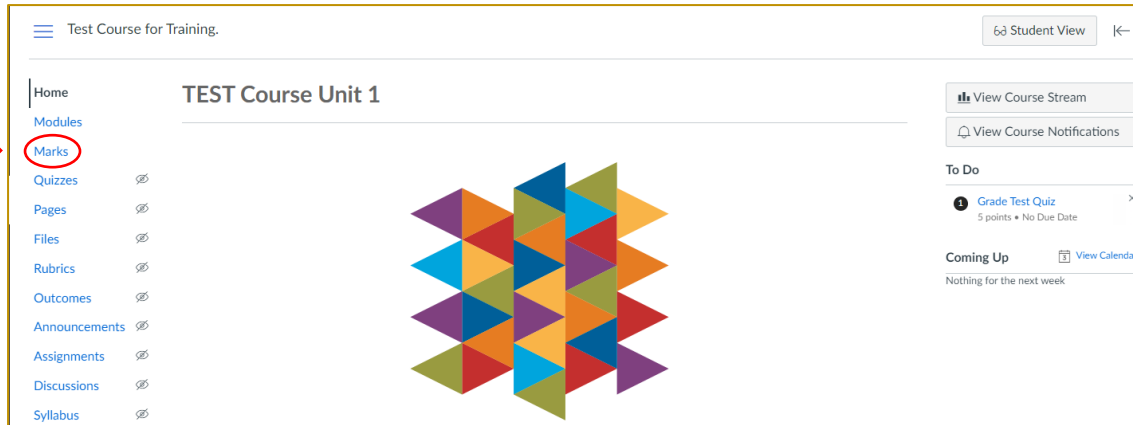 Test Course for Training.
Student View
Home
Modules
Marks
Quizzes
Pages
Files
Rubrics
Outcomes
Announcements
Assignments
Discussions
Syllabus
TEST Course Unit 1
View Course Stream
View Course Notifications
To Do
1 Grade Test Quiz
5 points • No Due Date
Coming Up
3 View Calenda
Nothing for the next week